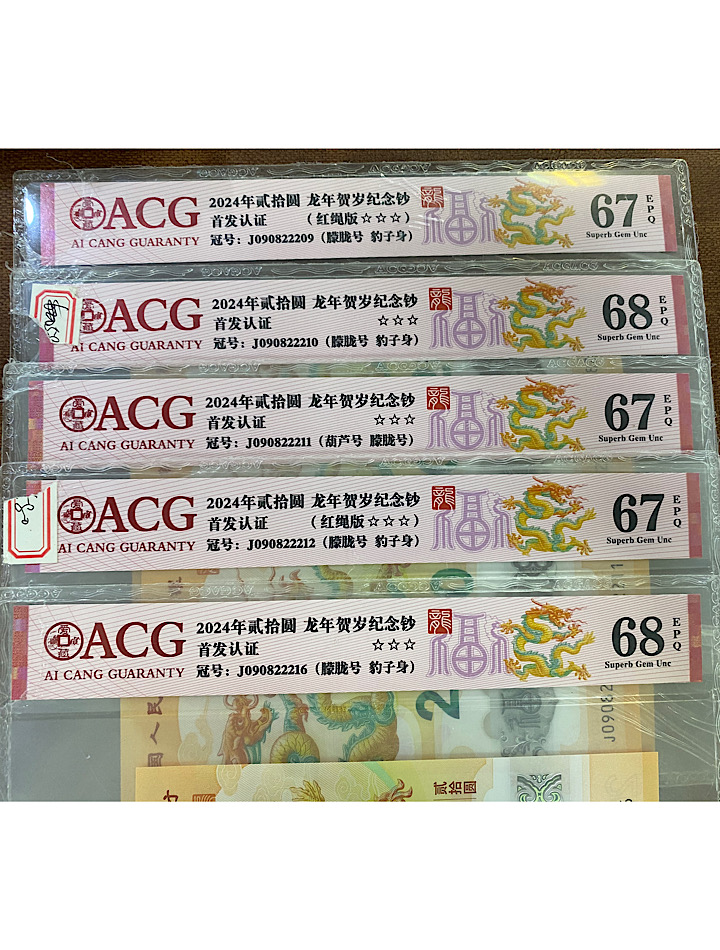 ACG
AI CANG GUARANTY
2024年贰拾圆 龙年贺岁纪念钞
首发认证 （红绳版☆☆☆）
冠号：J090822209（朦胧号 豹子身）
67 EPQ
Superb Gem Unc
ACG
AI CANG GUARANTY
2024年贰拾圆 龙年贺岁纪念钞
首发认证 ☆☆☆
冠号：J090822210（朦胧号 豹子身）
68 EPQ
Superb Gem Unc
ACG
AI CANG GUARANTY
2024年贰拾圆 龙年贺岁纪念钞
首发认证 ☆☆☆
冠号：J090822211（葫芦号 朦胧号）
67 EPQ
Superb Gem Unc
ACG
AI CANG GUARANTY
2024年贰拾圆 龙年贺岁纪念钞
首发认证 （红绳版☆☆☆）
冠号：J090822212（朦胧号 豹子身）
67 EPQ
Superb Gem Unc
ACG
AI CANG GUARANTY
2024年贰拾圆 龙年贺岁纪念钞
首发认证 ☆☆☆
冠号：J090822216（朦胧号 豹子身）
68 EPQ
Superb Gem Unc
国人民
J09082
贰拾圆